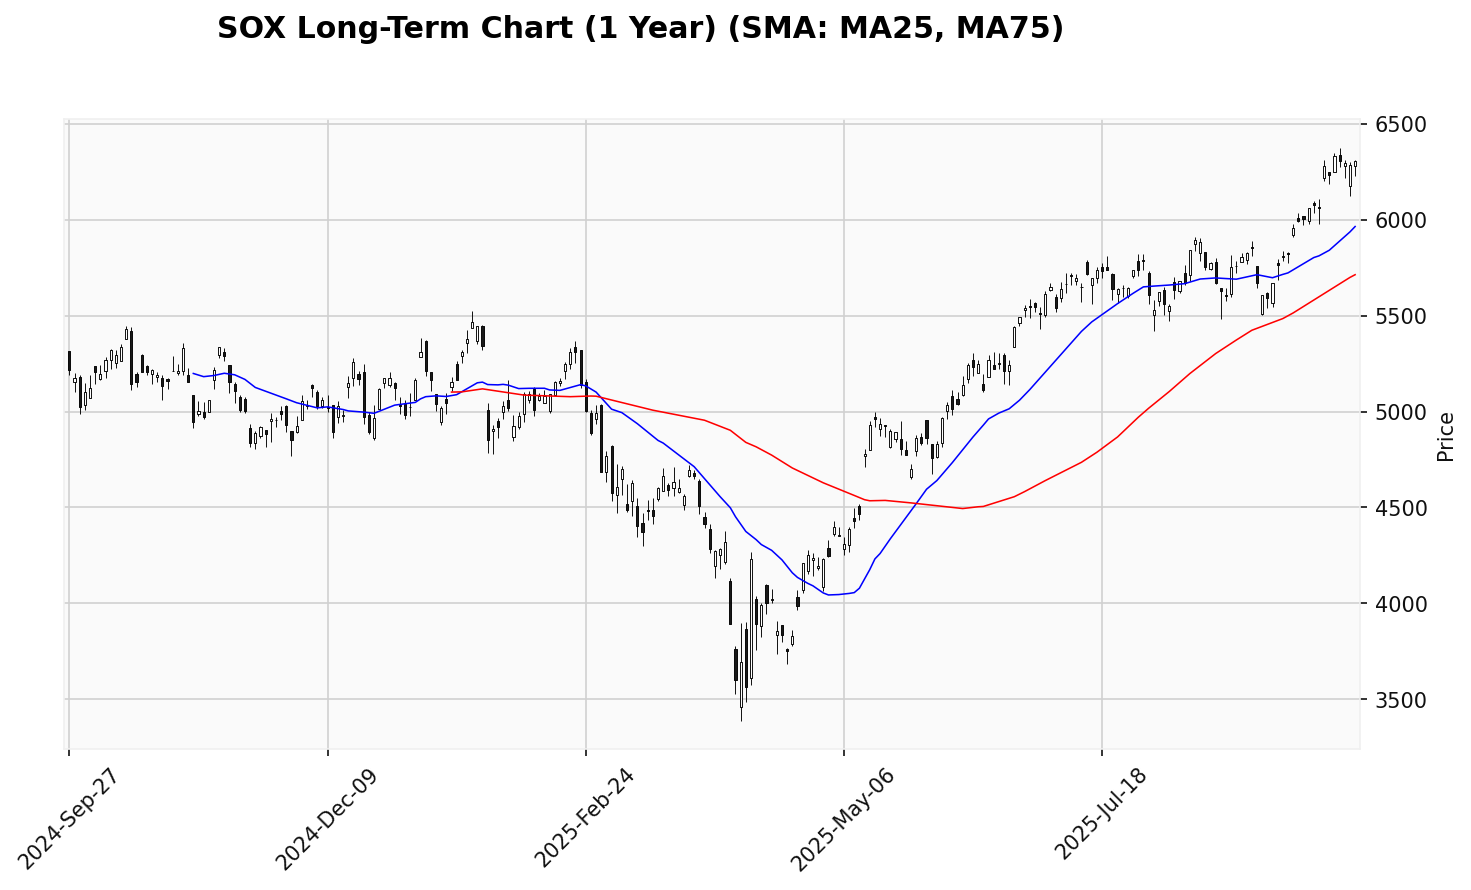 SOX Long-Term Chart (1 Year) (SMA: MA25, MA75)
6500
6000
5500
5000
4500
4000
3500
Price
2024-Sep-27
2024-Dec-09
2025-Feb-24
2025-May-06
2025-Jul-18